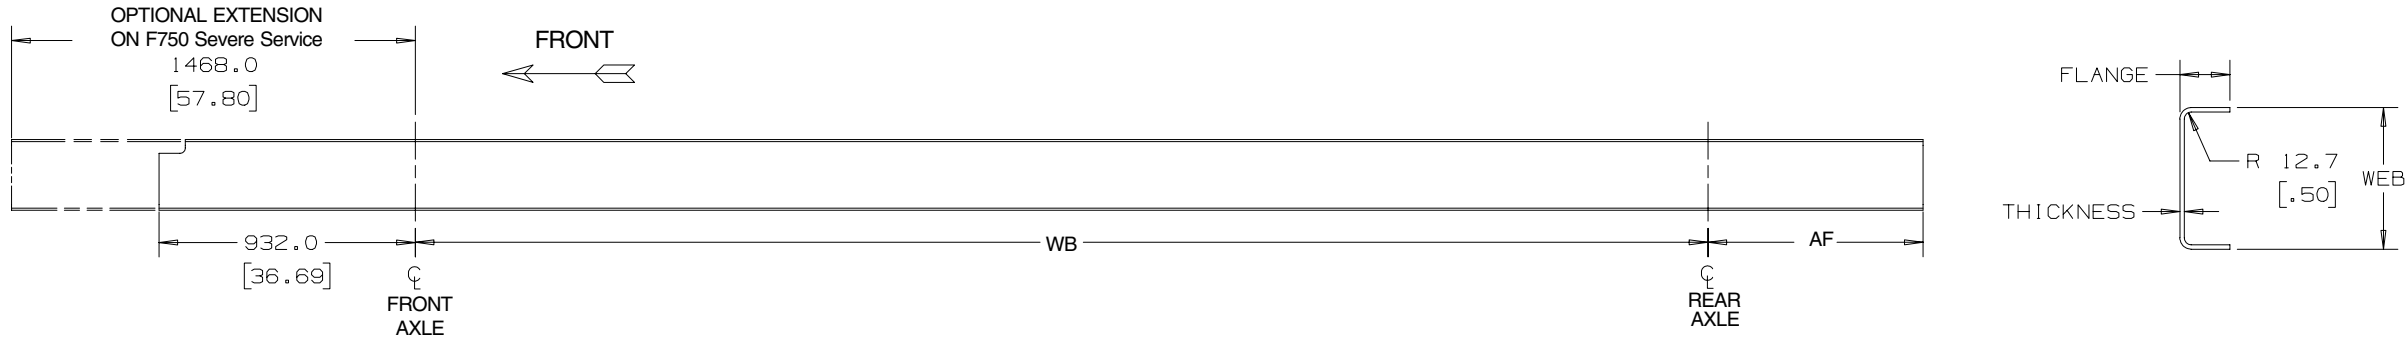 OPTIONAL EXTENSION
ON F750 Severe Service
1468.0
[57.80]
FRONT
932.0
[36.69]
WB
AF
℄
FRONT
AXLE
℄
REAR
AXLE
FLANGE
R 12.7
[.50]
WEB
THICKNESS